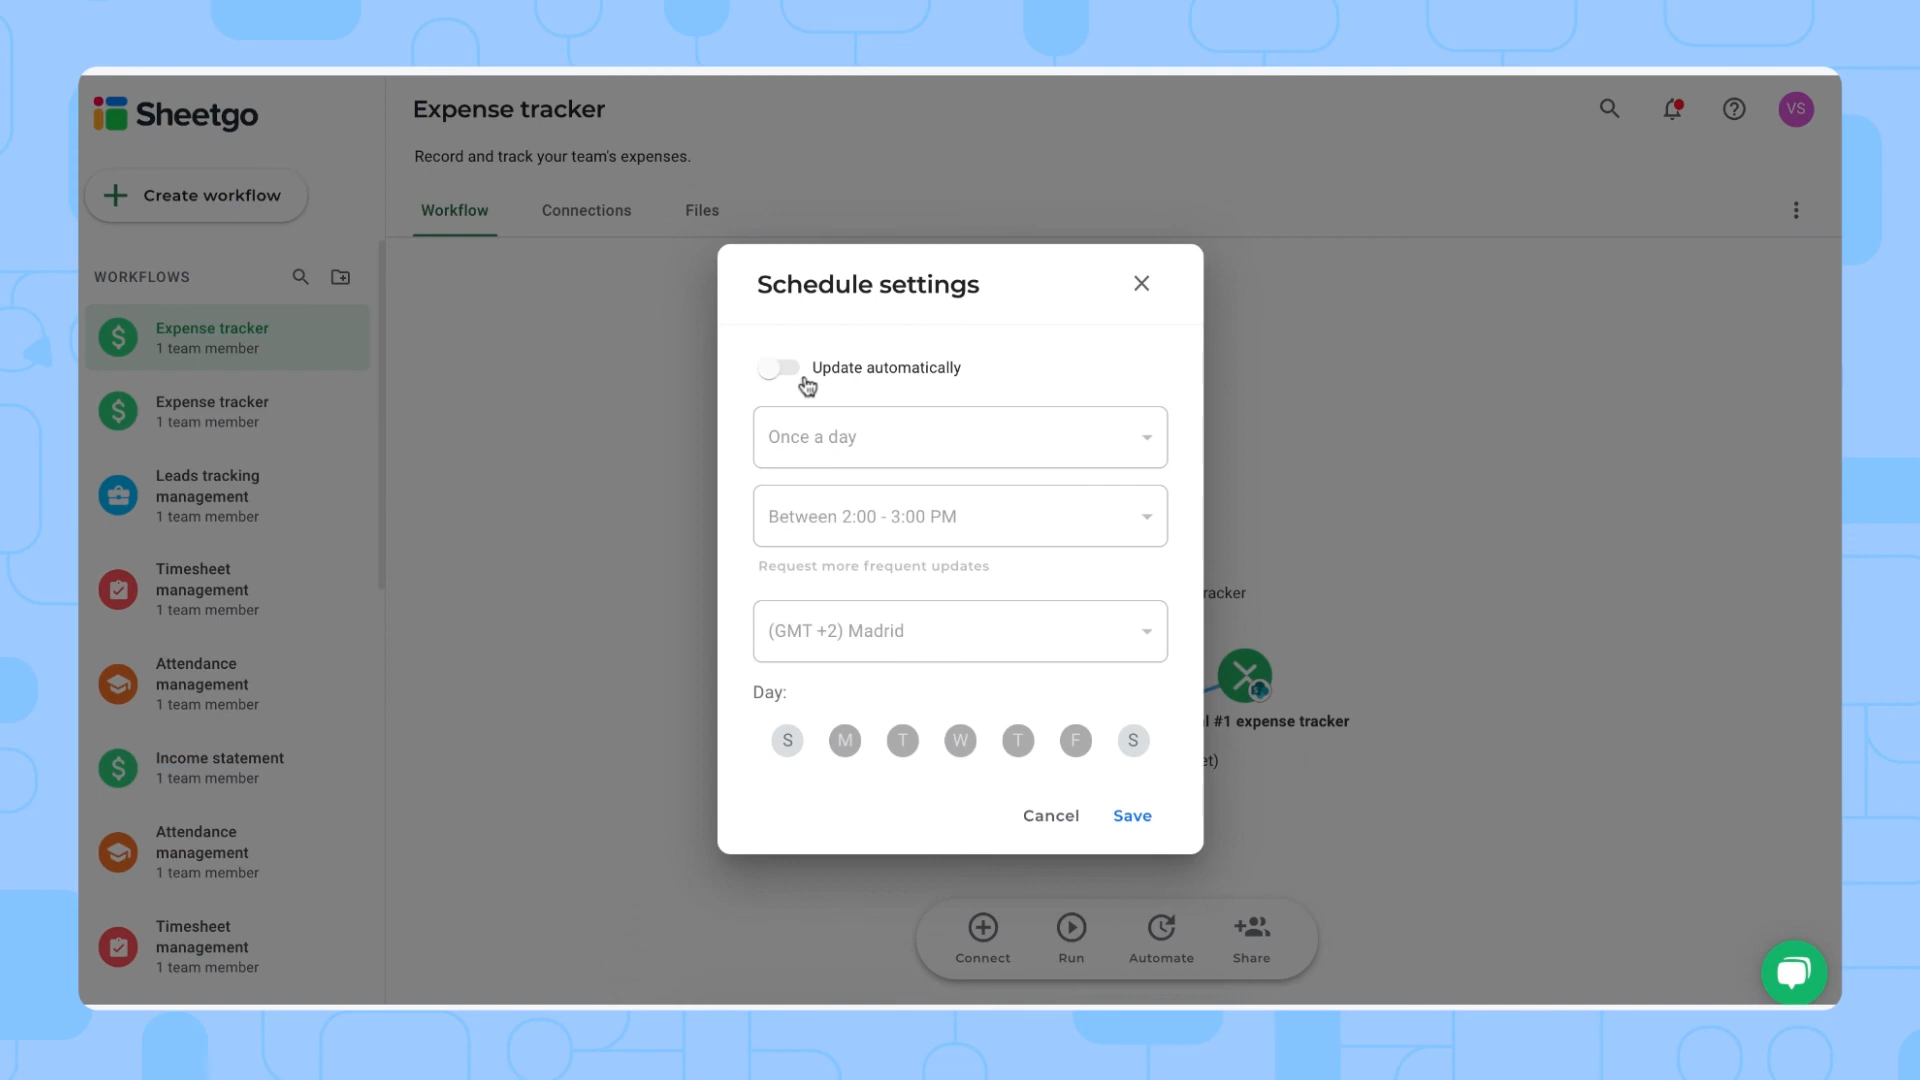 Sheetgo
Create workflow
WORKFLOWS
Expense tracker
1 team member
Expense tracker
1 team member
Leads tracking
management
1 team member
Timesheet
management
1 team member
Attendance
management
1 team member
Income statement
1 team member
Attendance
management
1 team member
Timesheet
management
1 team member
Expense tracker
VS
Record and track your team's expenses.
Workflow
Connections
Files
Schedule settings
Update automatically
Once a day
Between 2:00 - 3:00 PM
Request more frequent updates
(GMT +2) Madrid
Day:
S M T W T F S
Cancel
Save
racker
#1 expense tracker
et)
Connect
Run
Automate
Share